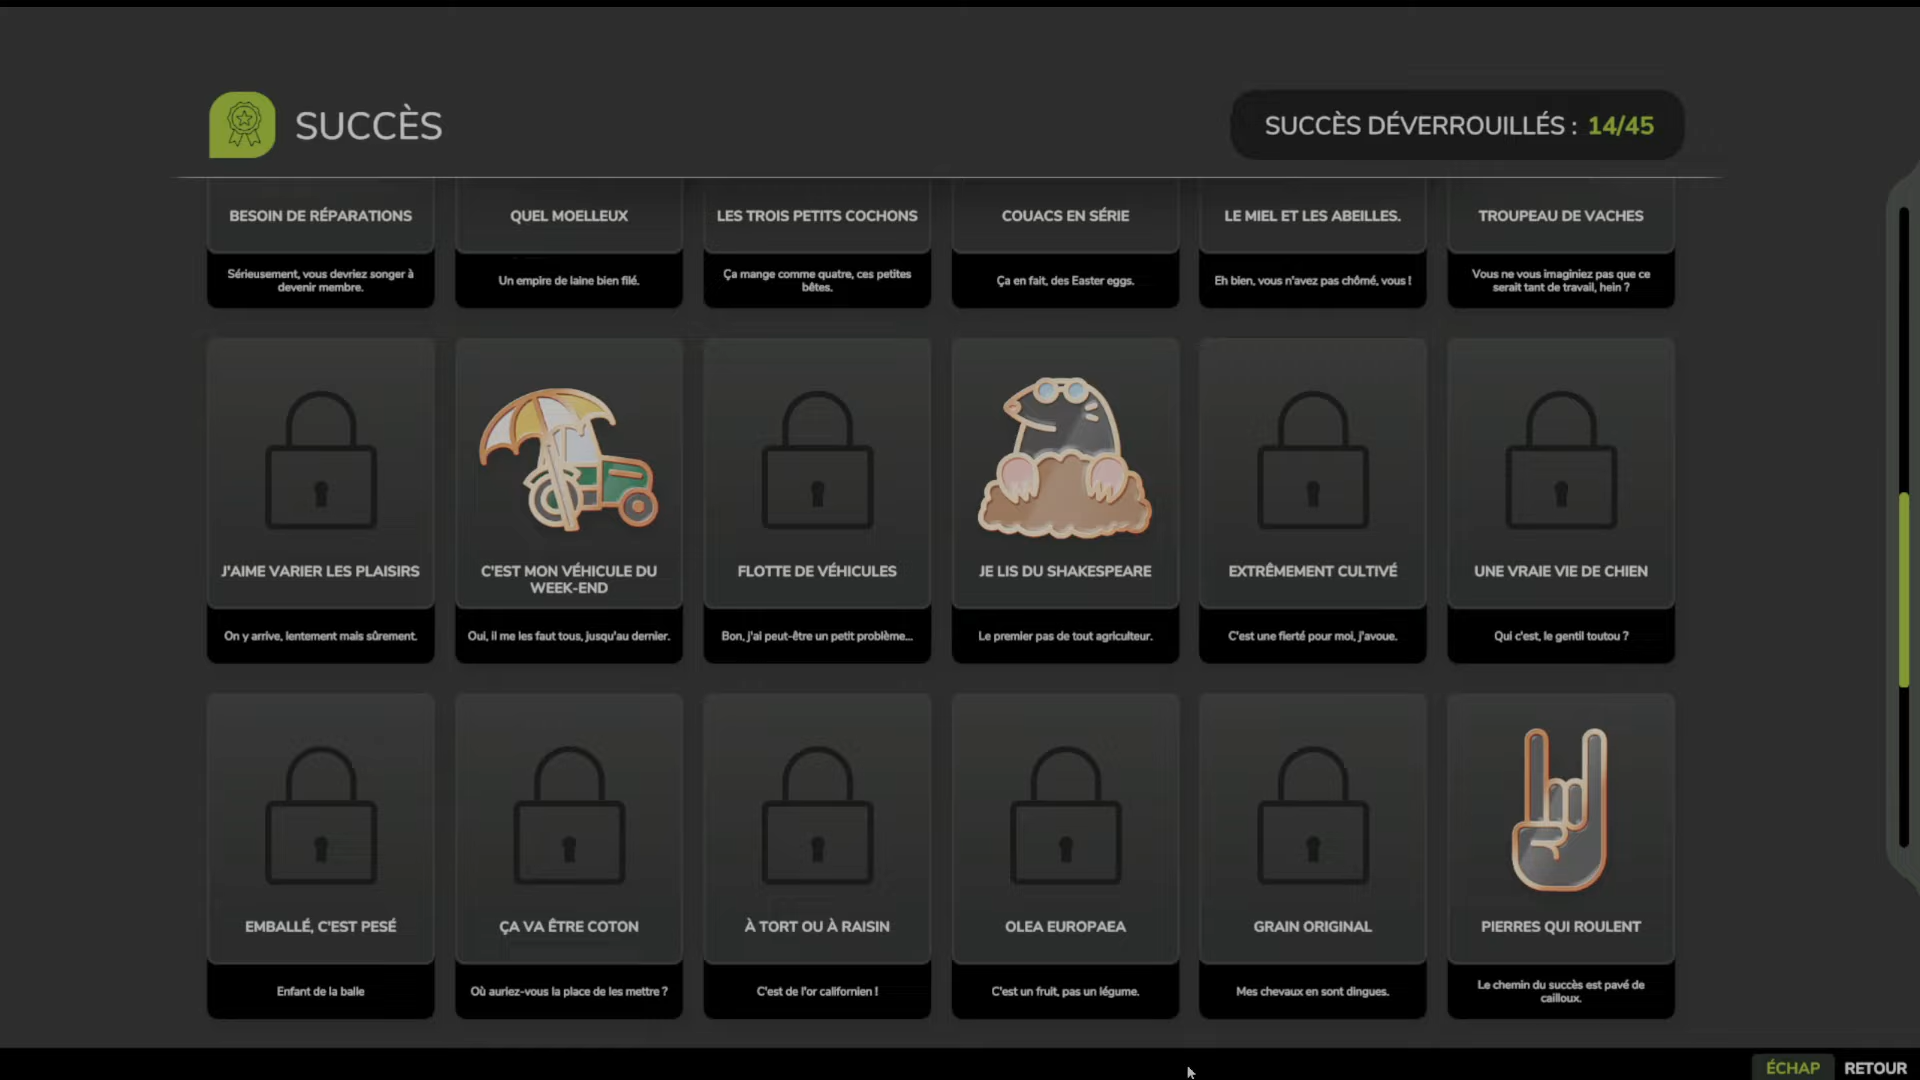 SUCCÈS
SUCCÈS DÉVERROUILLÉS : 14/45
BESOIN DE RÉPARATIONS
Sérieusement, vous devriez songer à
devenir membre.
QUEL MOELLEUX
Un empire de laine bien filé.
LES TROIS PETITS COCHONS
Ça mange comme quatre, ces petites
bêtes.
COUACS EN SÉRIE
Ça en fait, des Easter eggs.
LE MIEL ET LES ABEILLES.
Eh bien, vous n'avez pas chômé, vous !
TROUPEAU DE VACHES
Vous ne vous imaginiez pas que ce
serait tant de travail, hein ?
J'AIME VARIER LES PLAISIRS
On y arrive, lentement mais sûrement.
C'EST MON VÉHICULE DU
WEEK-END
Oui, il me les faut tous, jusqu'au dernier.
FLOTTE DE VÉHICULES
Bon, j'ai peut-être un petit problème...
JE LIS DU SHAKESPEARE
Le premier pas de tout agriculteur.
EXTRÊMEMENT CULTIVÉ
C'est une fierté pour moi, j'avoue.
UNE VRAIE VIE DE CHIEN
Qui c'est, le gentil toutou ?
EMBALLÉ, C'EST PESÉ
Enfant de la balle
ÇA VA ÊTRE COTON
Où auriez-vous la place de les mettre ?
À TORT OU À RAISIN
C'est de l'or californien !
OLEA EUROPAEA
C'est un fruit, pas un légume.
GRAIN ORIGINAL
Mes chevaux en sont dingues.
PIERRES QUI ROULENT
Le chemin du succès est pavé de
cailloux.
ÉCHAP RETOUR